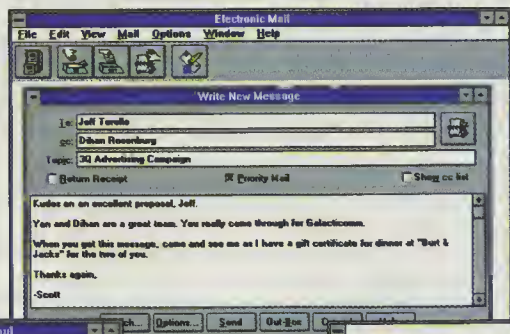 Electronic Mail
File Edit View Mail Options Window Help
Write New Message
To: Jeff Torello
cc: Dihan Rosenburg
Topic: 3Q Advertising Campaign
Return Receipt Priority Mail Show cc list
Kudos on an excellent proposal, Jeff.
Yan and Dihan are a great team. You really came through for Galacticomm.
When you get this message, come and see me as I have a gift certificate for dinner at "Burt &
Jacks" for the two of you.
Thanks again,
-Scott
Options... Send Out-Box